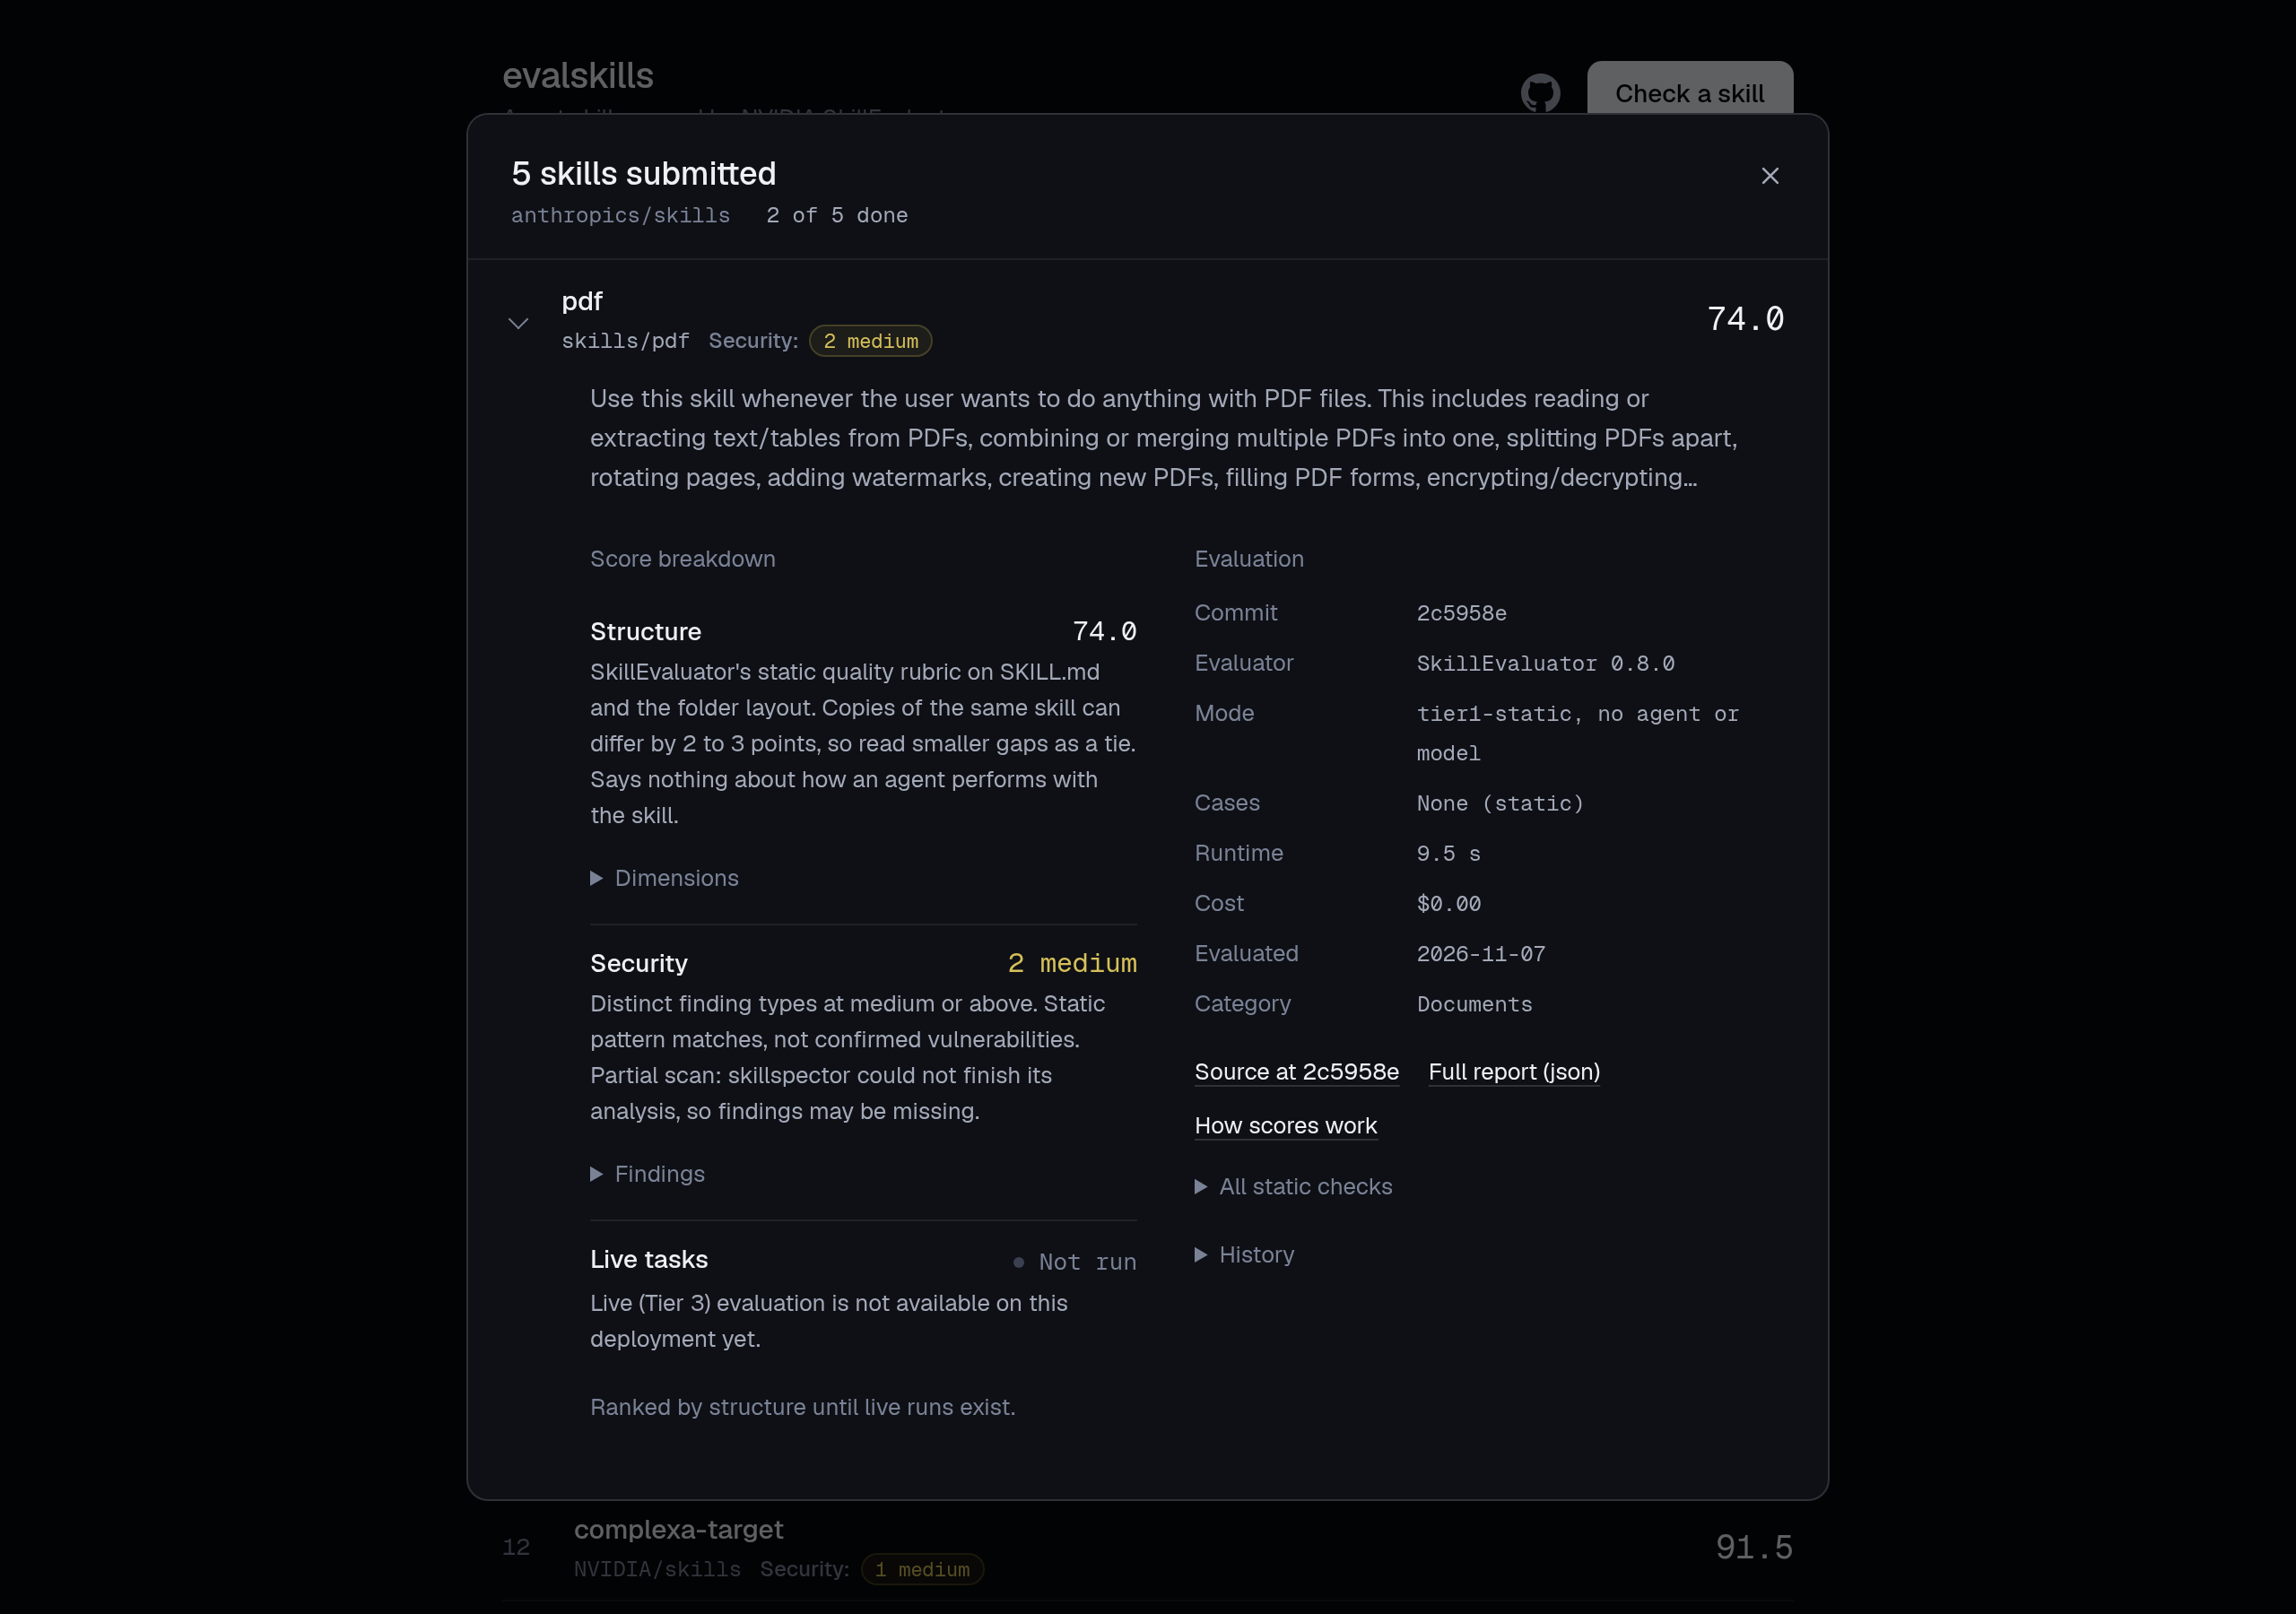 evalskills
Check a skill
5 skills submitted
anthropics/skills 2 of 5 done
pdf
74.0
skills/pdf Security: 2 medium
Use this skill whenever the user wants to do anything with PDF files. This includes reading or
extracting text/tables from PDFs, combining or merging multiple PDFs into one, splitting PDFs apart,
rotating pages, adding watermarks, creating new PDFs, filling PDF forms, encrypting/decrypting...
Score breakdown
Structure 74.0
SkillEvaluator's static quality rubric on SKILL.md
and the folder layout. Copies of the same skill can
differ by 2 to 3 points, so read smaller gaps as a tie.
Says nothing about how an agent performs with
the skill.
Dimensions
Security 2 medium
Distinct finding types at medium or above. Static
pattern matches, not confirmed vulnerabilities.
Partial scan: skillspector could not finish its
analysis, so findings may be missing.
Findings
Live tasks Not run
Live (Tier 3) evaluation is not available on this
deployment yet.
Ranked by structure until live runs exist.
Evaluation
Commit 2c5958e
Evaluator SkillEvaluator 0.8.0
Mode tier1-static, no agent or
model
Cases None (static)
Runtime 9.5 s
Cost $0.00
Evaluated 2026-11-07
Category Documents
Source at 2c5958e Full report (json)
How scores work
All static checks
History
12 complexa-target 91.5
NVIDIA/skills Security: 1 medium